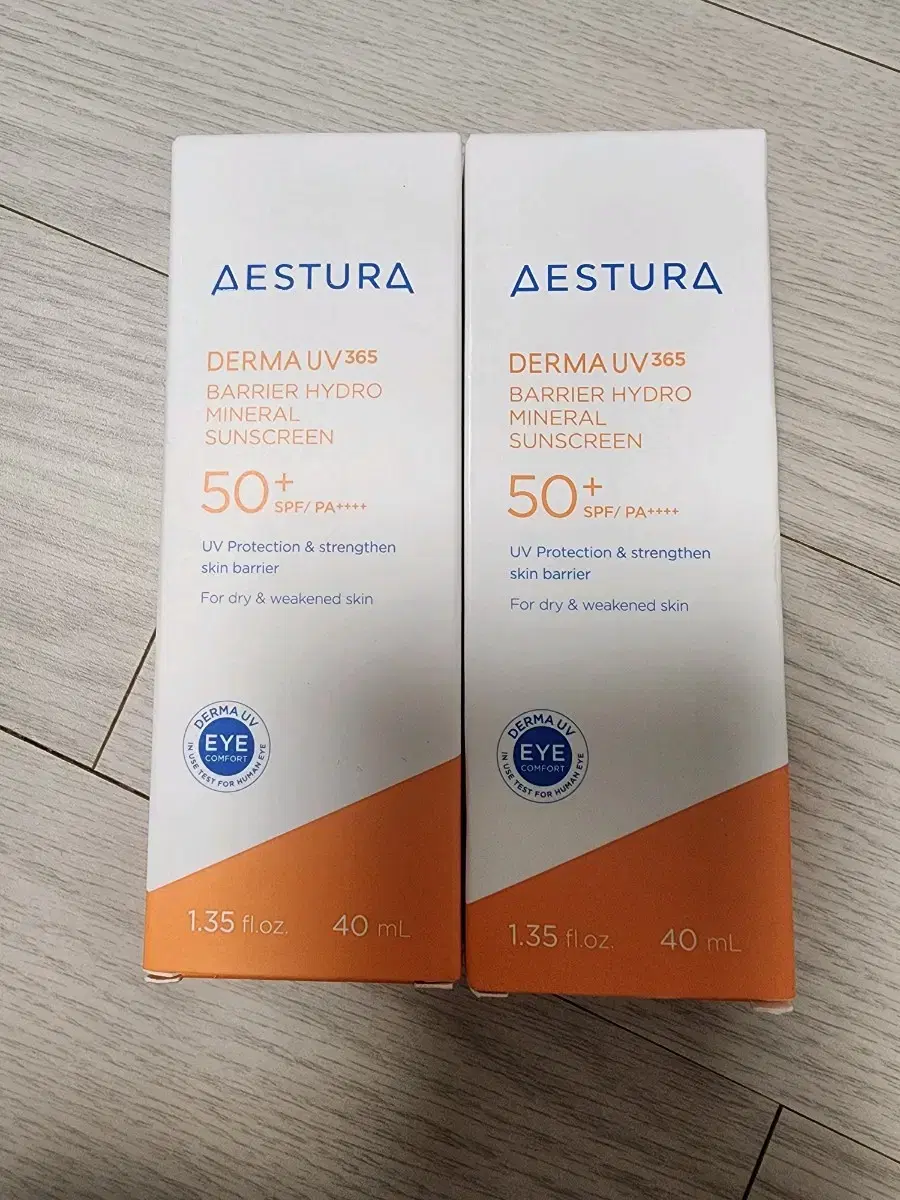 AESTURA
DERMA UV365
BARRIER HYDRO
MINERAL
SUNSCREEN
50+
SPF/ PA++++
UV Protection & strengthen
skin barrier
For dry & weakened skin
DERMA UV
EYE
COMFORT
IN USE TEST FOR HUMAN EYE
1.35 fl.oz. 40 mL
AESTURA
DERMA UV365
BARRIER HYDRO
MINERAL
SUNSCREEN
50+
SPF/ PA++++
UV Protection & strengthen
skin barrier
For dry & weakened skin
DERMA UV
EYE
COMFORT
IN USE TEST FOR HUMAN EYE
1.35 fl.oz. 40 mL